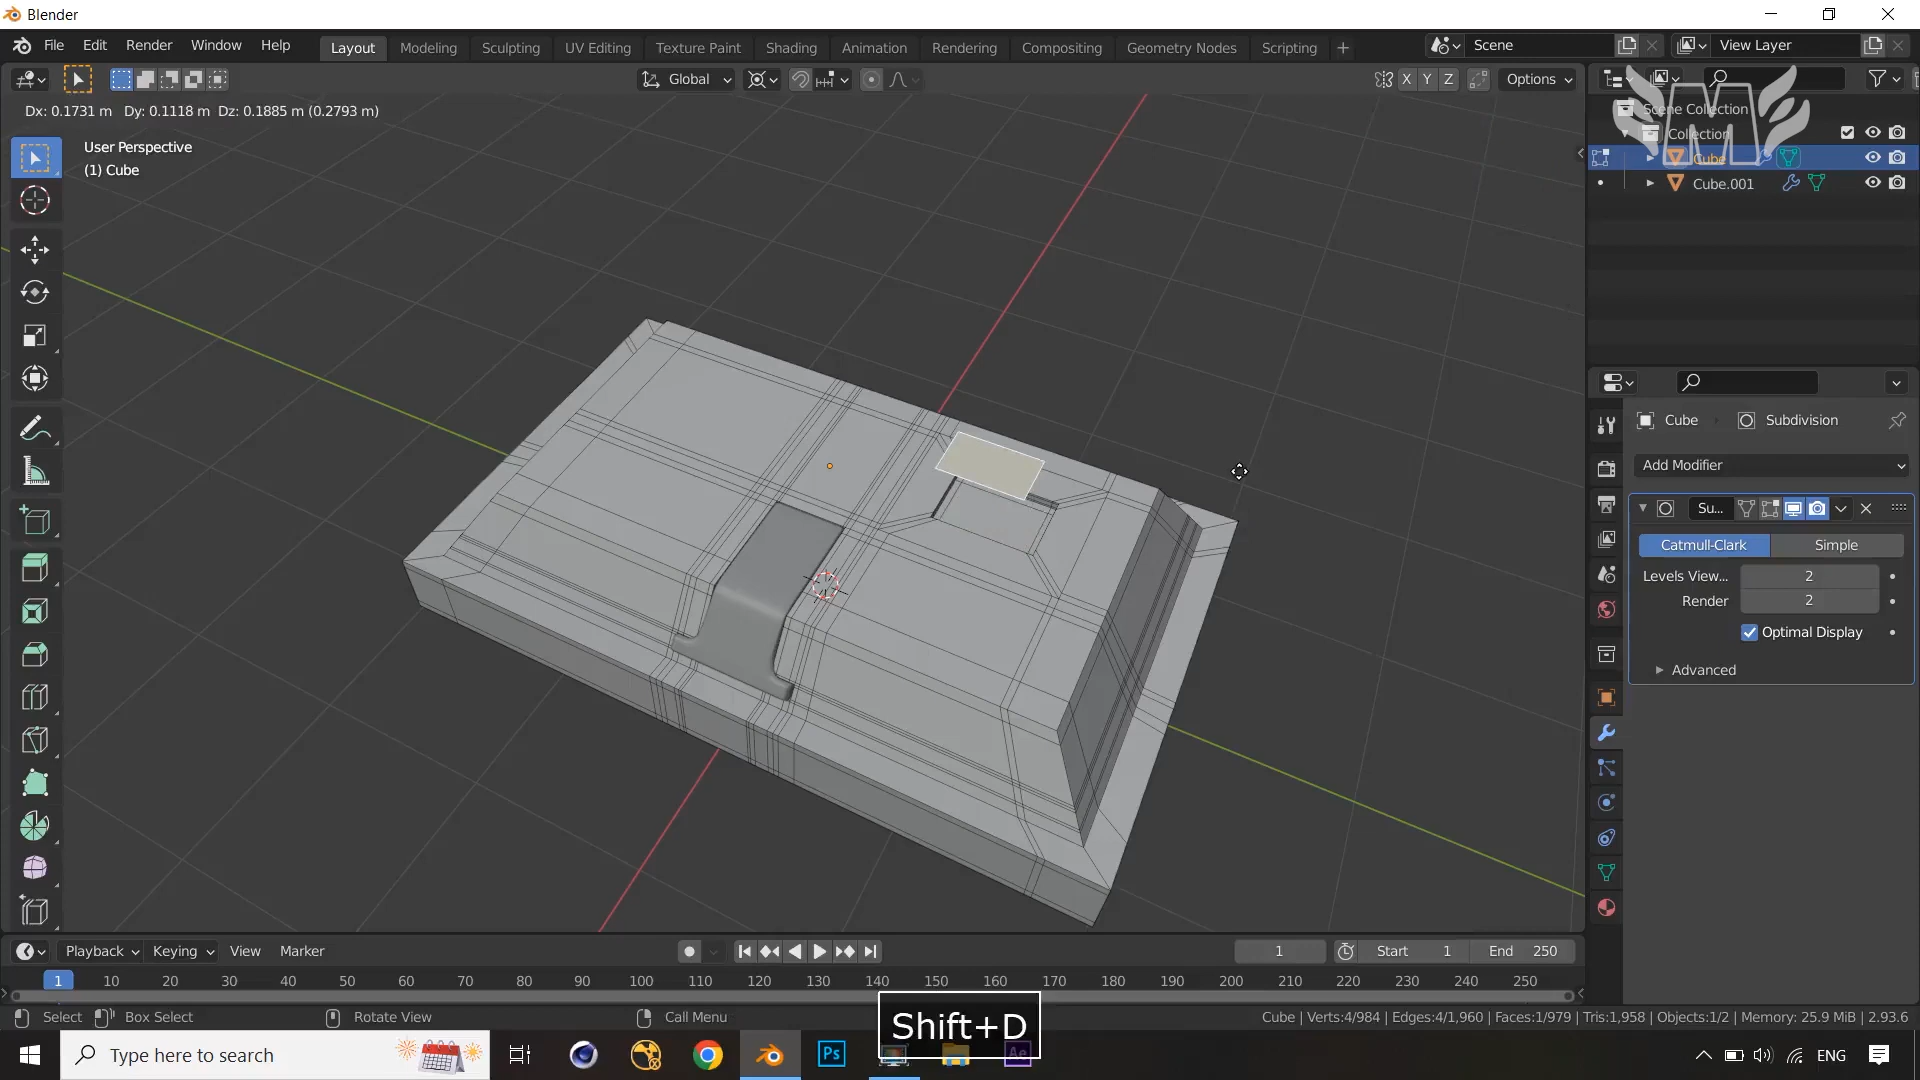 Blender
File Edit Render Window Help Layout Modeling Sculpting UV Editing Texture Paint Shading Animation Rendering Compositing Geometry Nodes Scripting + Scene View Layer
Global X Y Z Options
Dx: 0.1731 m Dy: 0.1118 m Dz: 0.1885 m (0.2793 m)
User Perspective
(1) Cube
Scene Collection
Collection
Cube
Cube.001
Cube Subdivision
Add Modifier
Su...
Catmull-Clark Simple
Levels View... 2
Render 2
Optimal Display
Advanced
Playback Keying View Marker 1 Start 1 End 250
1 10 20 30 40 50 60 70 80 90 100 110 120 130 140 150 160 170 180 190 200 210 220 230 240 250
Select Box Select Rotate View Call Menu Cube | Verts:4/984 | Edges:4/1,960 | Faces:1/979 | Tris:1,958 | Objects:1/2 | Memory: 25.9 MiB | 2.93.6
Shift+D
Type here to search Ps Ae ENG